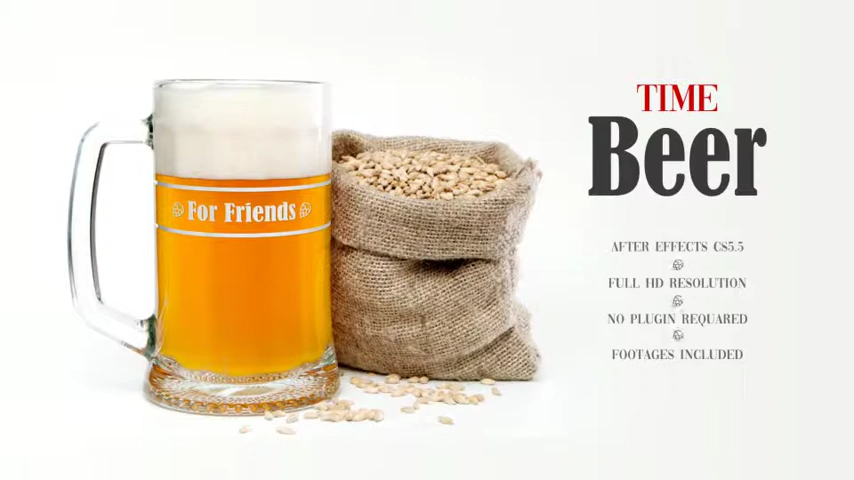 TIME
Beer
For Friends
AFTER EFFECTS CS5.5
FULL HD RESOLUTION
NO PLUGIN REQUARED
FOOTAGES INCLUDED